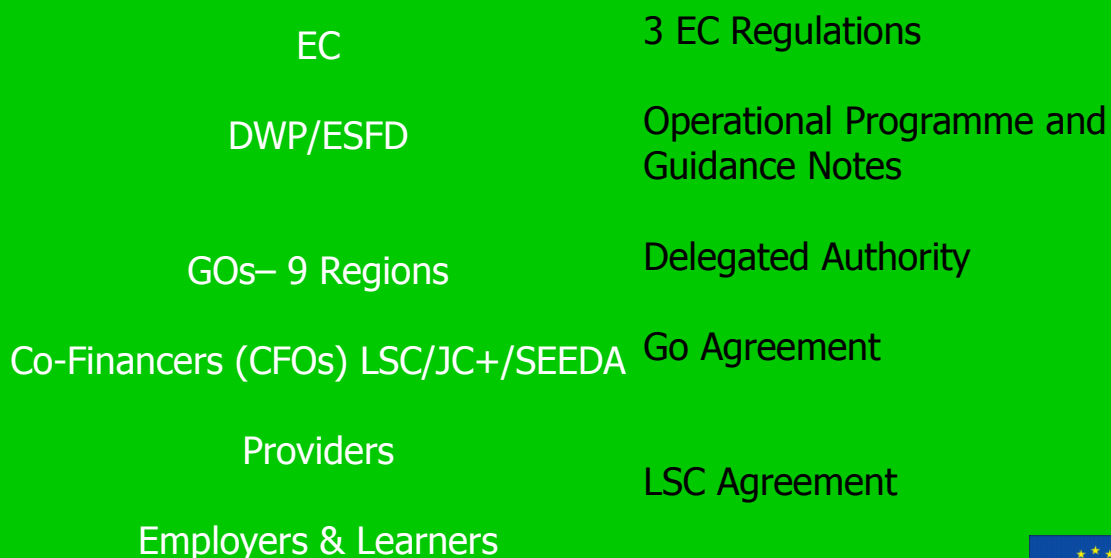 EC
3 EC Regulations
DWP/ESFD
Operational Programme and
Guidance Notes
GOs– 9 Regions
Delegated Authority
Co-Financers (CFOs) LSC/JC+/SEEDA
Go Agreement
Providers
LSC Agreement
Employers & Learners